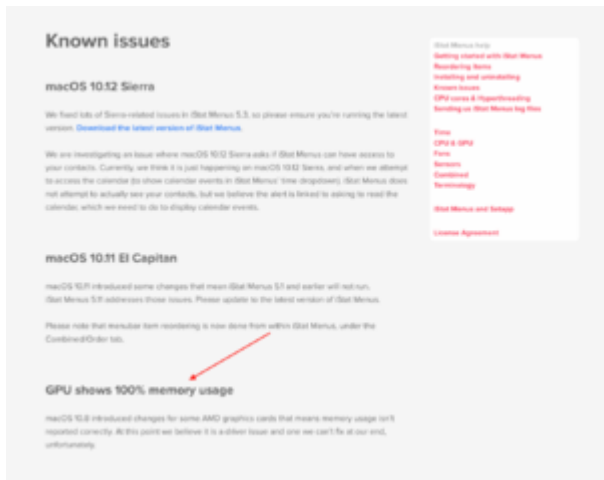 Known issues
macOS 10.12 Sierra
We fixed lots of Sierra-related issues in iStat Menus 5.3, so please ensure you're running the latest
version. Download the latest version of iStat Menus.
We are investigating an issue where macOS 10.12 Sierra asks if iStat Menus can have access to
your contacts. Currently, we think it is just happening on macOS 10.12 Sierra, and when we attempt
to access the calendar (to show calendar events in iStat Menus' time dropdown). iStat Menus does
not attempt to actually see your contacts, but we believe the alert is linked to asking to read the
calendar, which we need to do to display calendar events.
macOS 10.11 El Capitan
macOS 10.11 introduced some changes that mean iStat Menus 5.1 and earlier will not run.
iStat Menus 5.11 addresses those issues. Please update to the latest version of iStat Menus.
Please note that menubar item reordering is now done from within iStat Menus, under the
Combined/Order tab.
GPU shows 100% memory usage
macOS 10.8 introduced changes for some AMD graphics cards that means memory usage isn't
reported correctly. At this point we believe it is a driver issue and one we can't fix at our end,
unfortunately.
iStat Menus help
Getting started with iStat Menus
Reordering items
Installing and uninstalling
Known issues
CPU cores & Hyperthreading
Sending us iStat Menus log files
Time
CPU & GPU
Fans
Sensors
Combined
Terminology
iStat Menus and Setapp
License Agreement